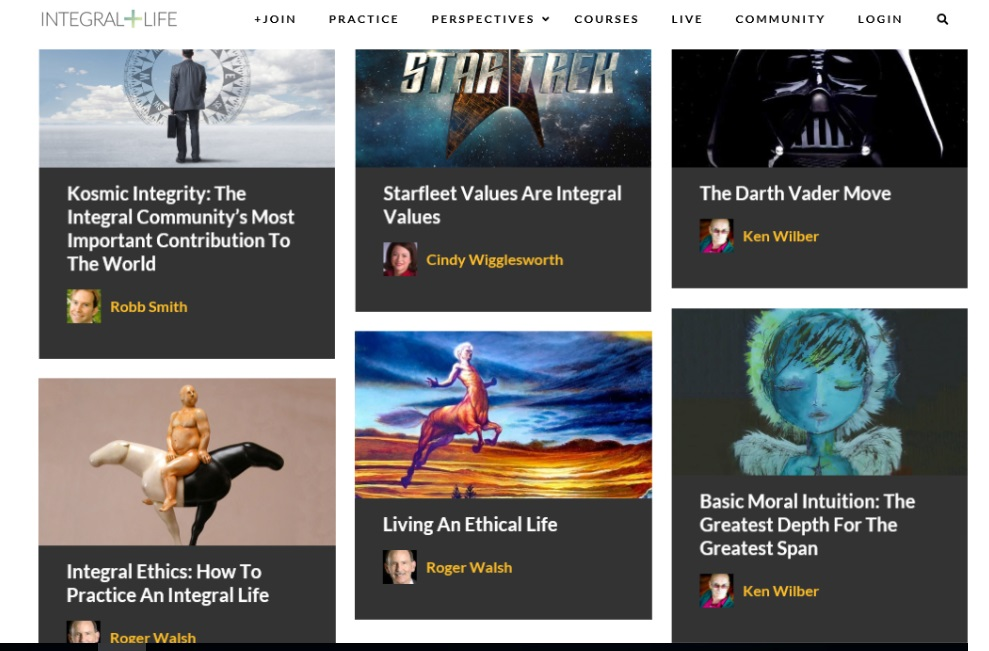 INTEGRAL+LIFE
+JOIN
PRACTICE
PERSPECTIVES
COURSES
LIVE
COMMUNITY
LOGIN
STAR TREK
Kosmic Integrity: The
Integral Community's Most
Important Contribution To
The World
Robb Smith
Starfleet Values Are Integral
Values
Cindy Wigglesworth
The Darth Vader Move
Ken Wilber
Integral Ethics: How To
Practice An Integral Life
Roger Walsh
Living An Ethical Life
Roger Walsh
Basic Moral Intuition: The
Greatest Depth For The
Greatest Span
Ken Wilber